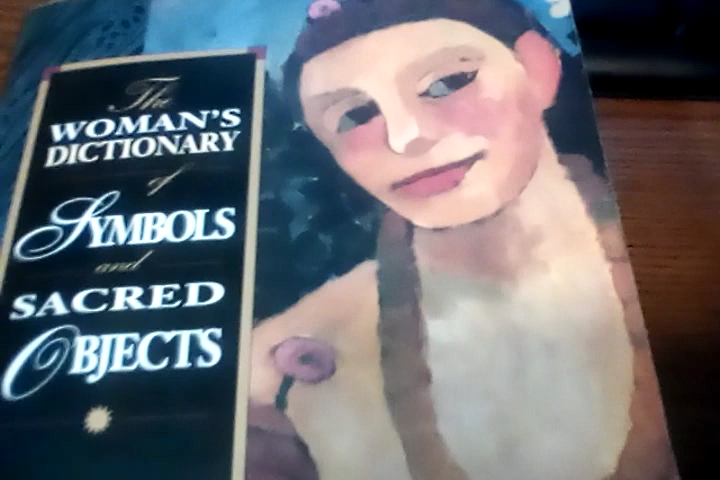 The
WOMAN'S
DICTIONARY
of
SYMBOLS
and
SACRED
OBJECTS